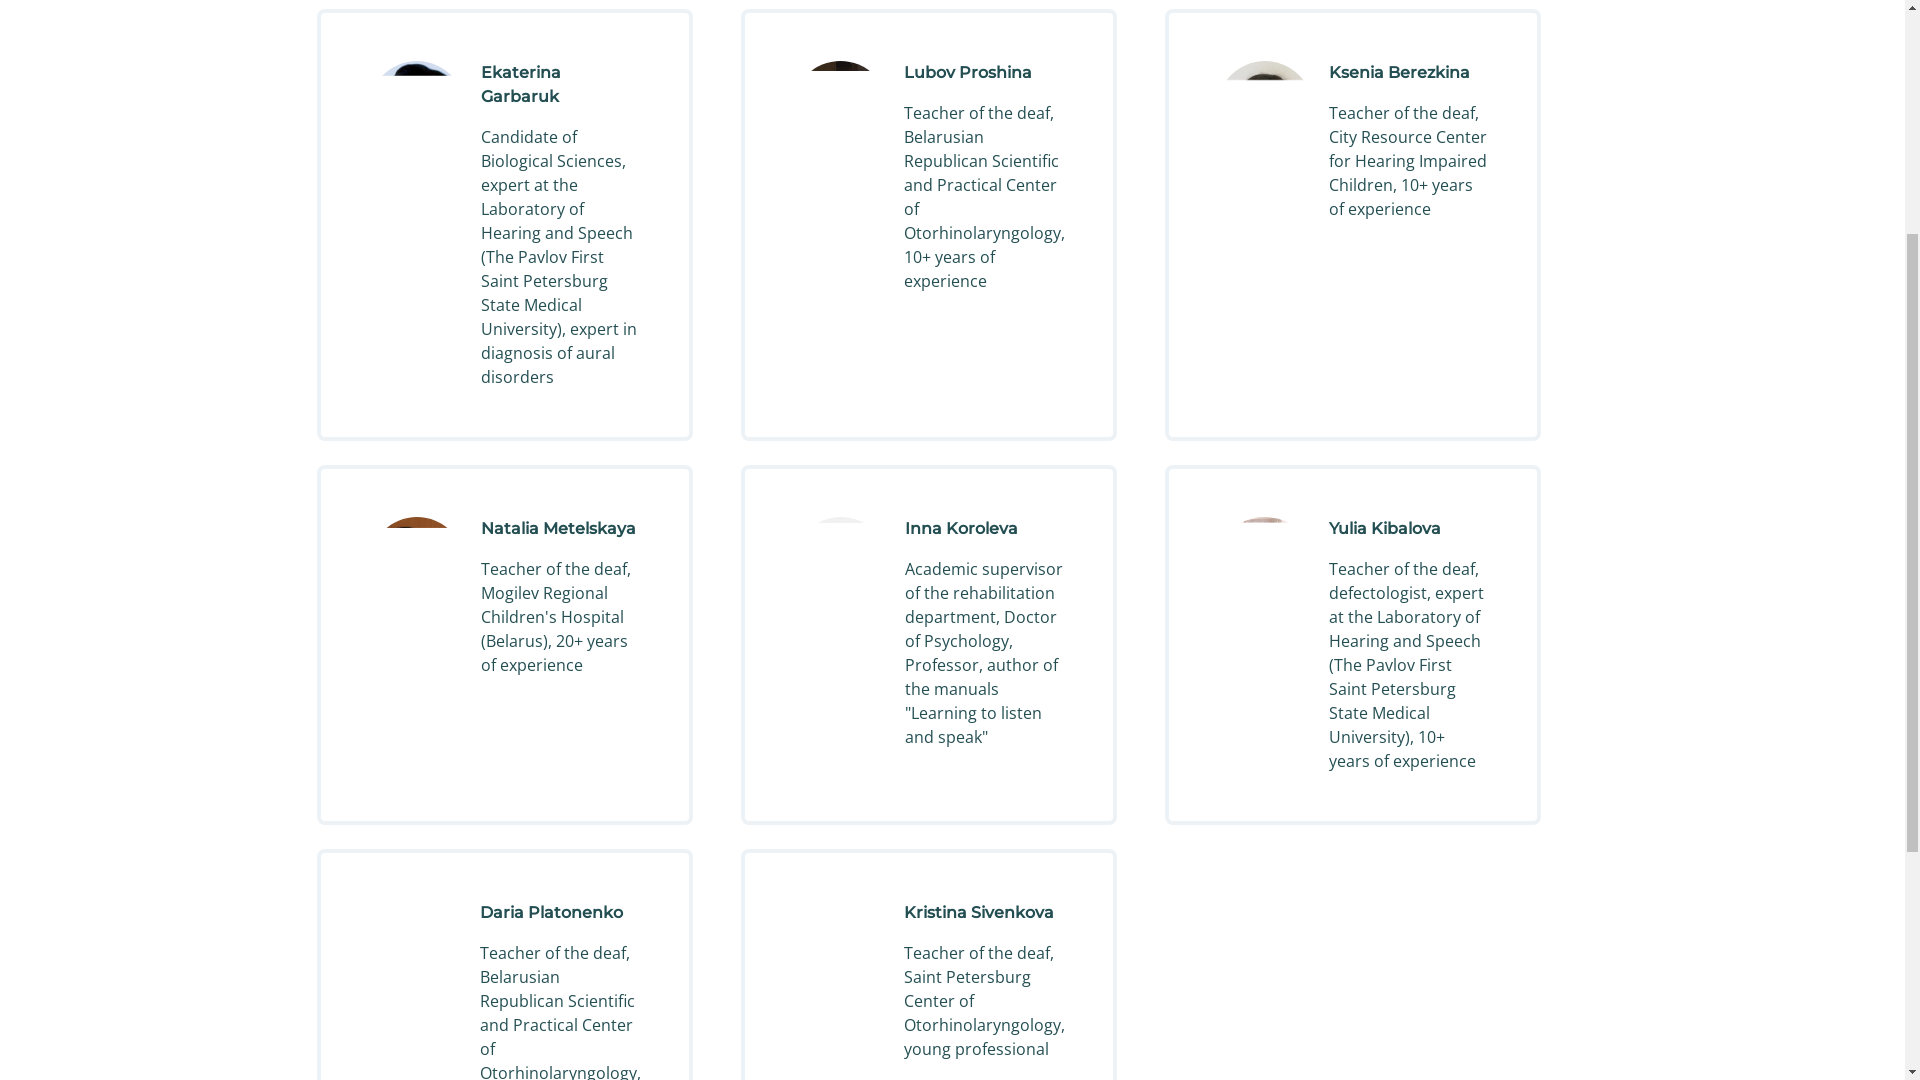 Ekaterina
Garbaruk
Candidate of
Biological Sciences,
expert at the
Laboratory of
Hearing and Speech
(The Pavlov First
Saint Petersburg
State Medical
University), expert in
diagnosis of aural
disorders
Lubov Proshina
Teacher of the deaf,
Belarusian
Republican Scientific
and Practical Center
of
Otorhinolaryngology,
10+ years of
experience
Ksenia Berezkina
Teacher of the deaf,
City Resource Center
for Hearing Impaired
Children, 10+ years
of experience
Natalia Metelskaya
Teacher of the deaf,
Mogilev Regional
Children's Hospital
(Belarus), 20+ years
of experience
Inna Koroleva
Academic supervisor
of the rehabilitation
department, Doctor
of Psychology,
Professor, author of
the manuals
"Learning to listen
and speak"
Yulia Kibalova
Teacher of the deaf,
defectologist, expert
at the Laboratory of
Hearing and Speech
(The Pavlov First
Saint Petersburg
State Medical
University), 10+
years of experience
Daria Platonenko
Teacher of the deaf,
Belarusian
Republican Scientific
and Practical Center
of
Otorhinolaryngology,
Kristina Sivenkova
Teacher of the deaf,
Saint Petersburg
Center of
Otorhinolaryngology,
young professional